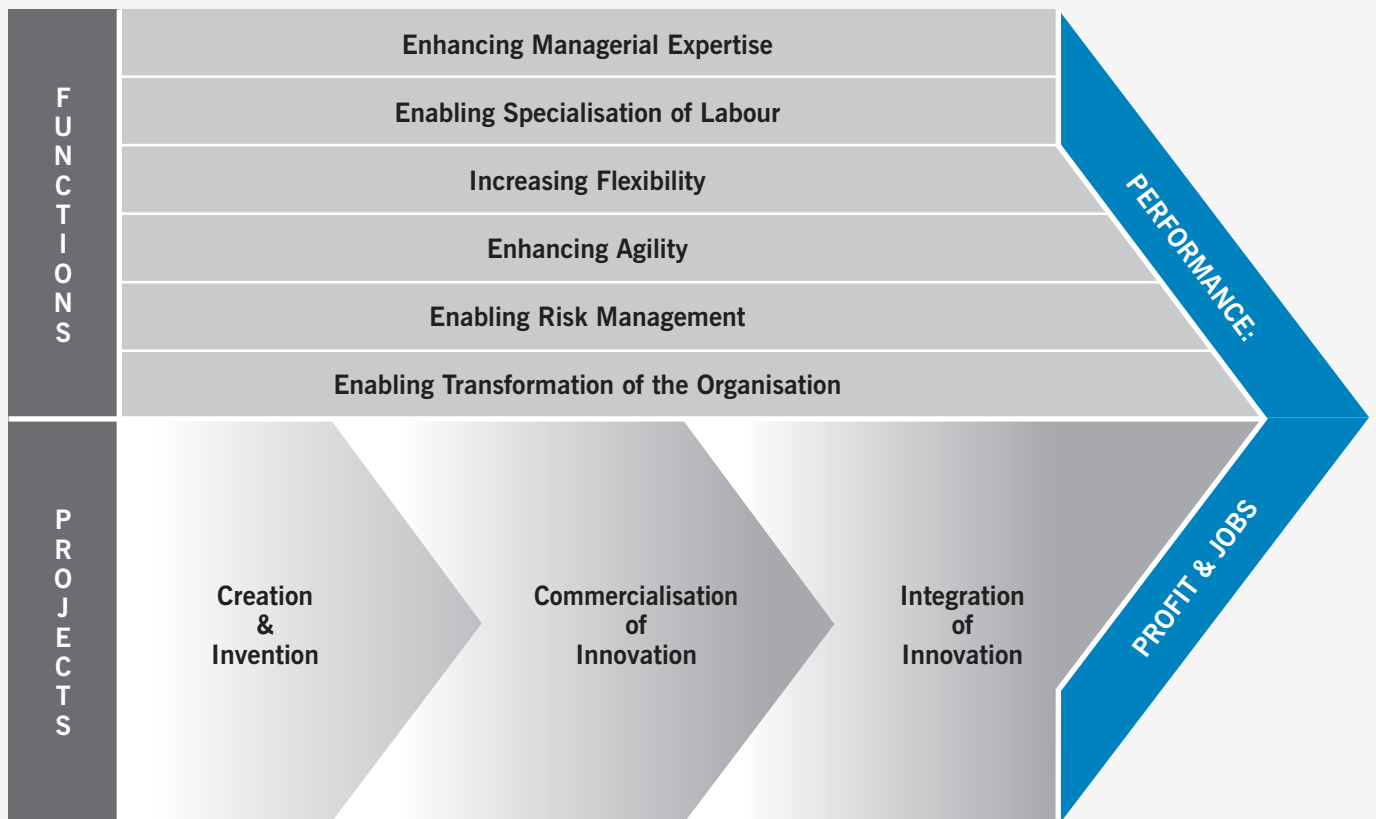 FUNCTIONS
Enhancing Managerial Expertise
Enabling Specialisation of Labour
Increasing Flexibility
Enhancing Agility
Enabling Risk Management
Enabling Transformation of the Organisation
PERFORMANCE:
PROJECTS
Creation
&
Invention
Commercialisation
of
Innovation
Integration
of
Innovation
PROFIT & JOBS